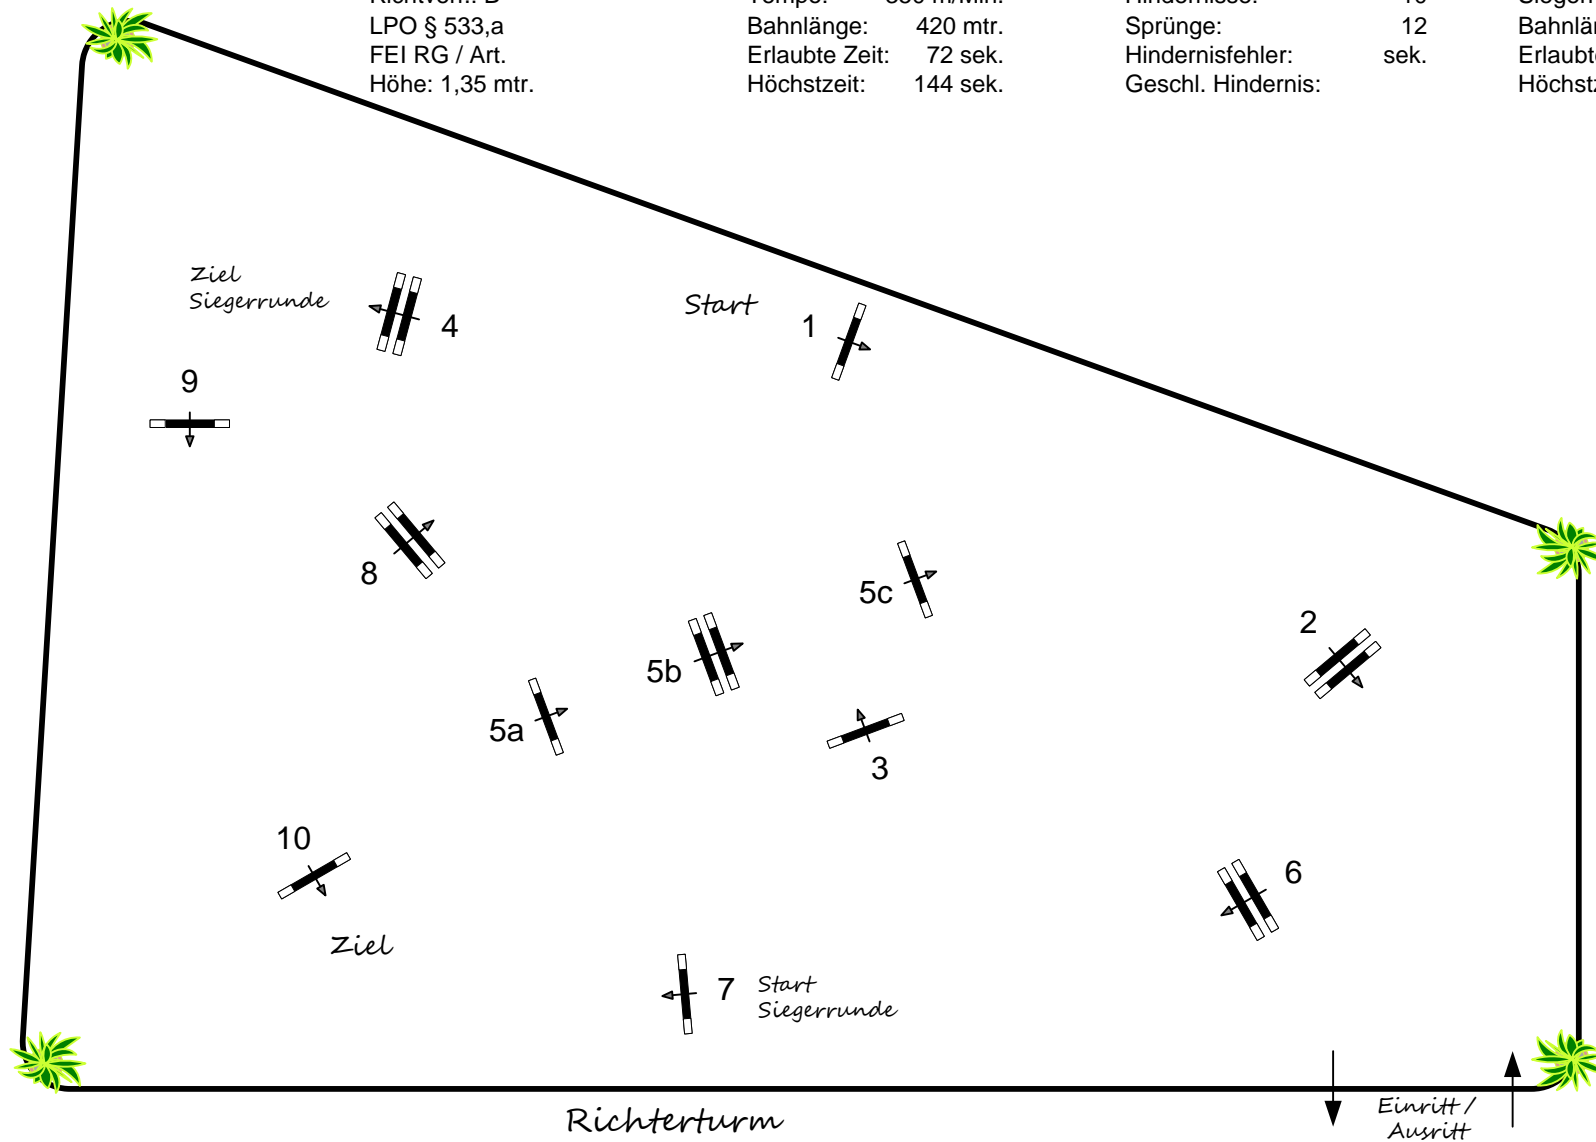 LPO § 533,a Bahnlänge: 420 mtr. Sprünge: 12
FEI RG / Art. Erlaubte Zeit: 72 sek. Hindernisfehler: sek.
Höhe: 1,35 mtr. Höchstzeit: 144 sek. Geschl. Hindernis:
Ziel
Siegerrunde
4
Start
1
9
8
5c
2
5b
5a
3
10
6
Ziel
7
Start
Siegerrunde
Richterturm
Einritt /
Ausritt